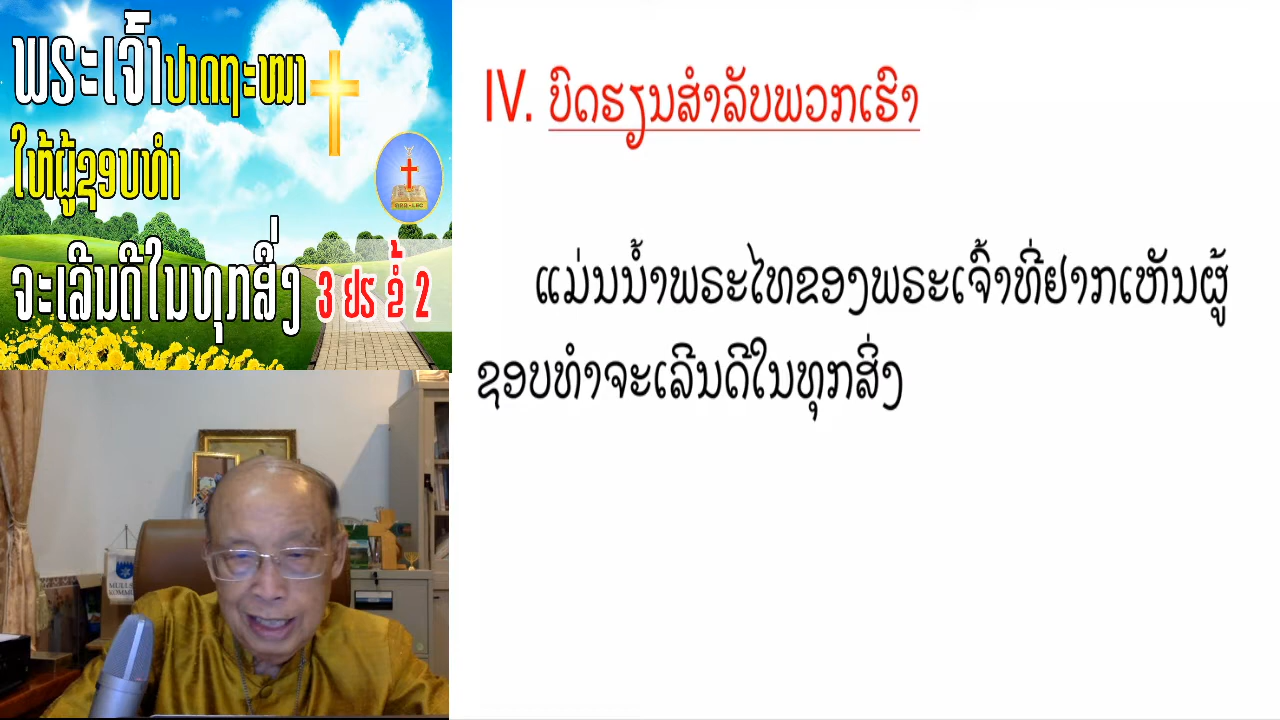 ພຣະເຈົ້າປາດຖະໜາ
ໃຫ້ຜູ້ຊອບທຳ
ຈະເລີນດີໃນທຸກສິ່ງ 3 ຢຮ ຂໍ້ 2
IV. ບົດຮຽນສຳລັບພວກເຮົາ
ແມ່ນນ້ຳພຣະໄທຂອງພຣະເຈົ້າທີ່ຢາກເຫັນຜູ້
ຊອບທຳຈະເລີນດີໃນທຸກສິ່ງ